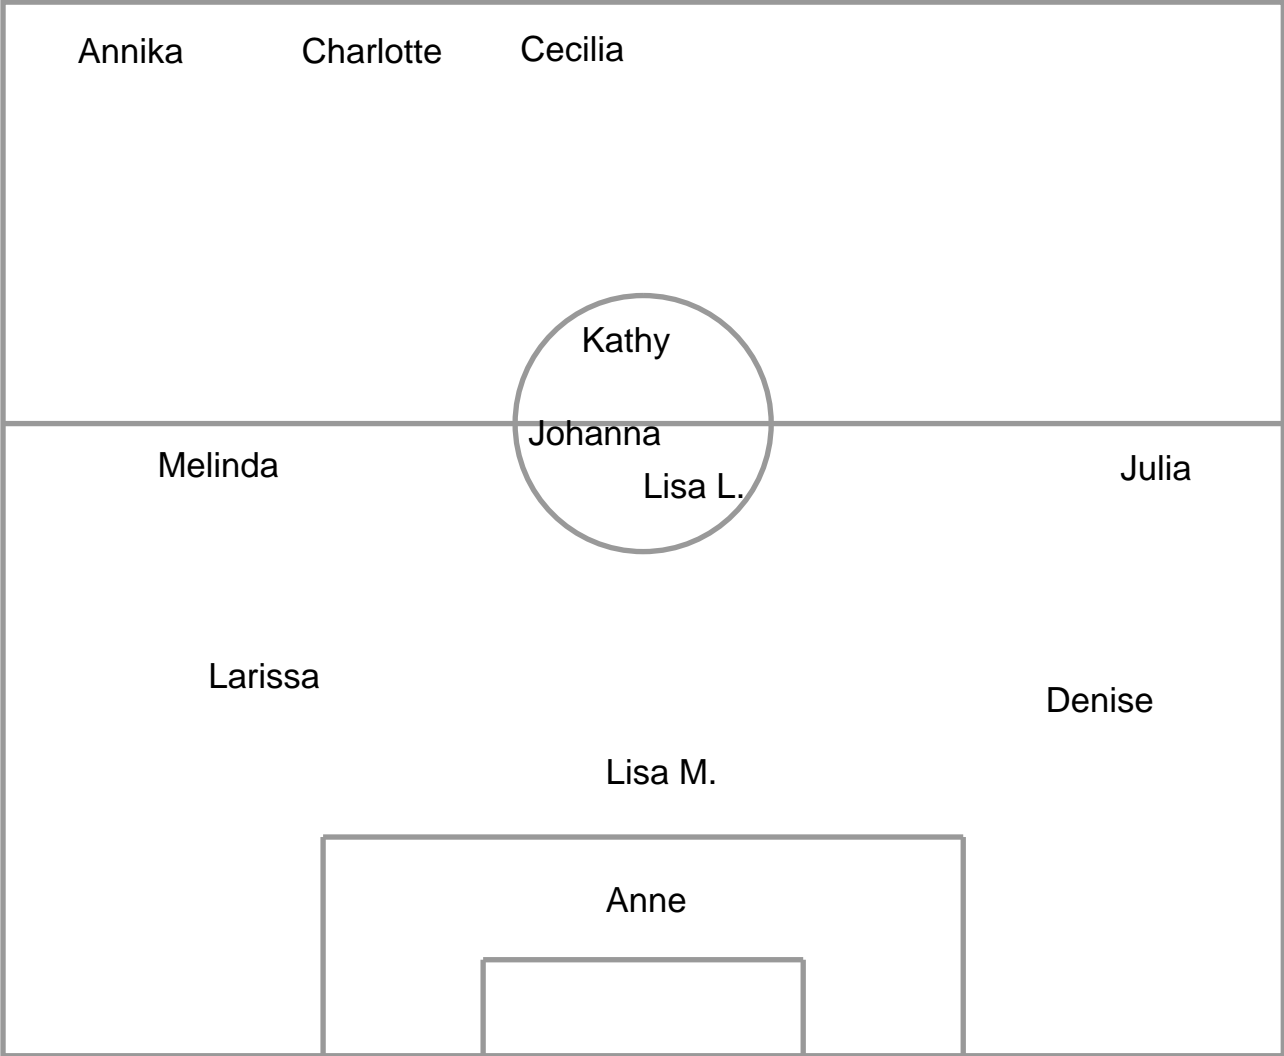 Annika Charlotte Cecilia
Kathy
Johanna
Melinda
Julia
Lisa L.
Larissa
Denise
Lisa M.
Anne